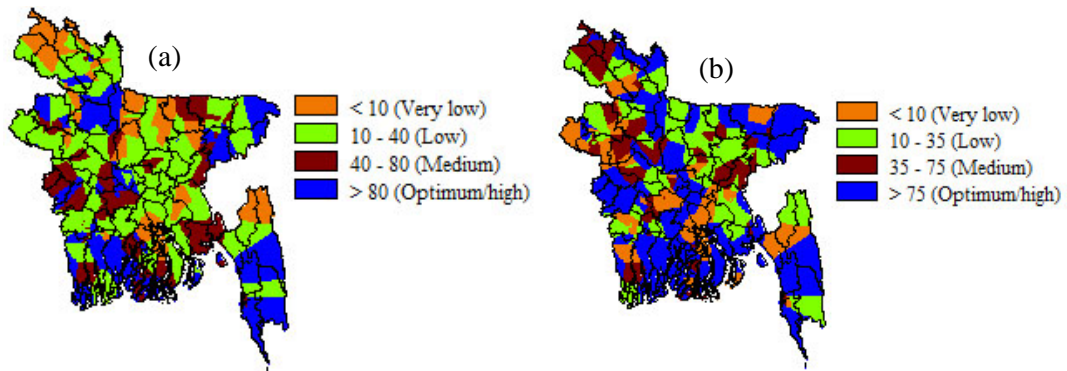 (a)
< 10 (Very low)
10 - 40 (Low)
40 - 80 (Medium)
> 80 (Optimum/high)
(b)
< 10 (Very low)
10 - 35 (Low)
35 - 75 (Medium)
> 75 (Optimum/high)